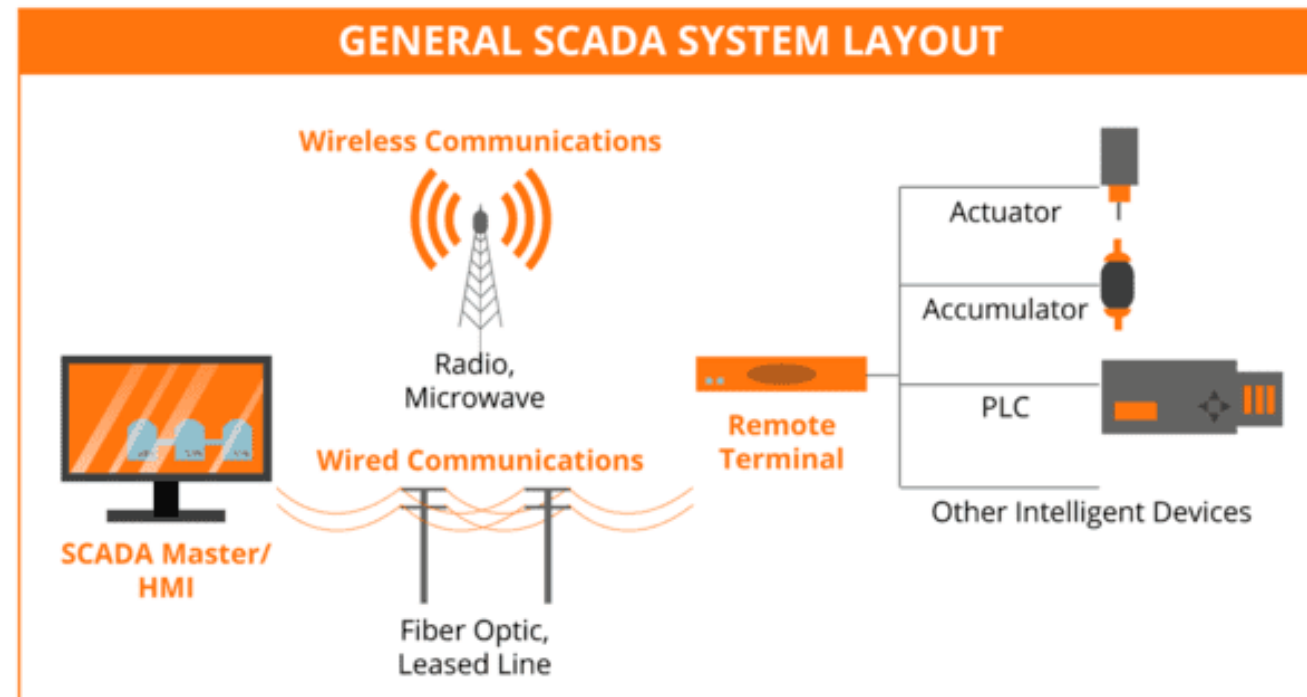 GENERAL SCADA SYSTEM LAYOUT
Wireless Communications
Radio,
Microwave
Wired Communications
Fiber Optic,
Leased Line
SCADA Master/
HMI
Remote
Terminal
Actuator
Accumulator
PLC
Other Intelligent Devices